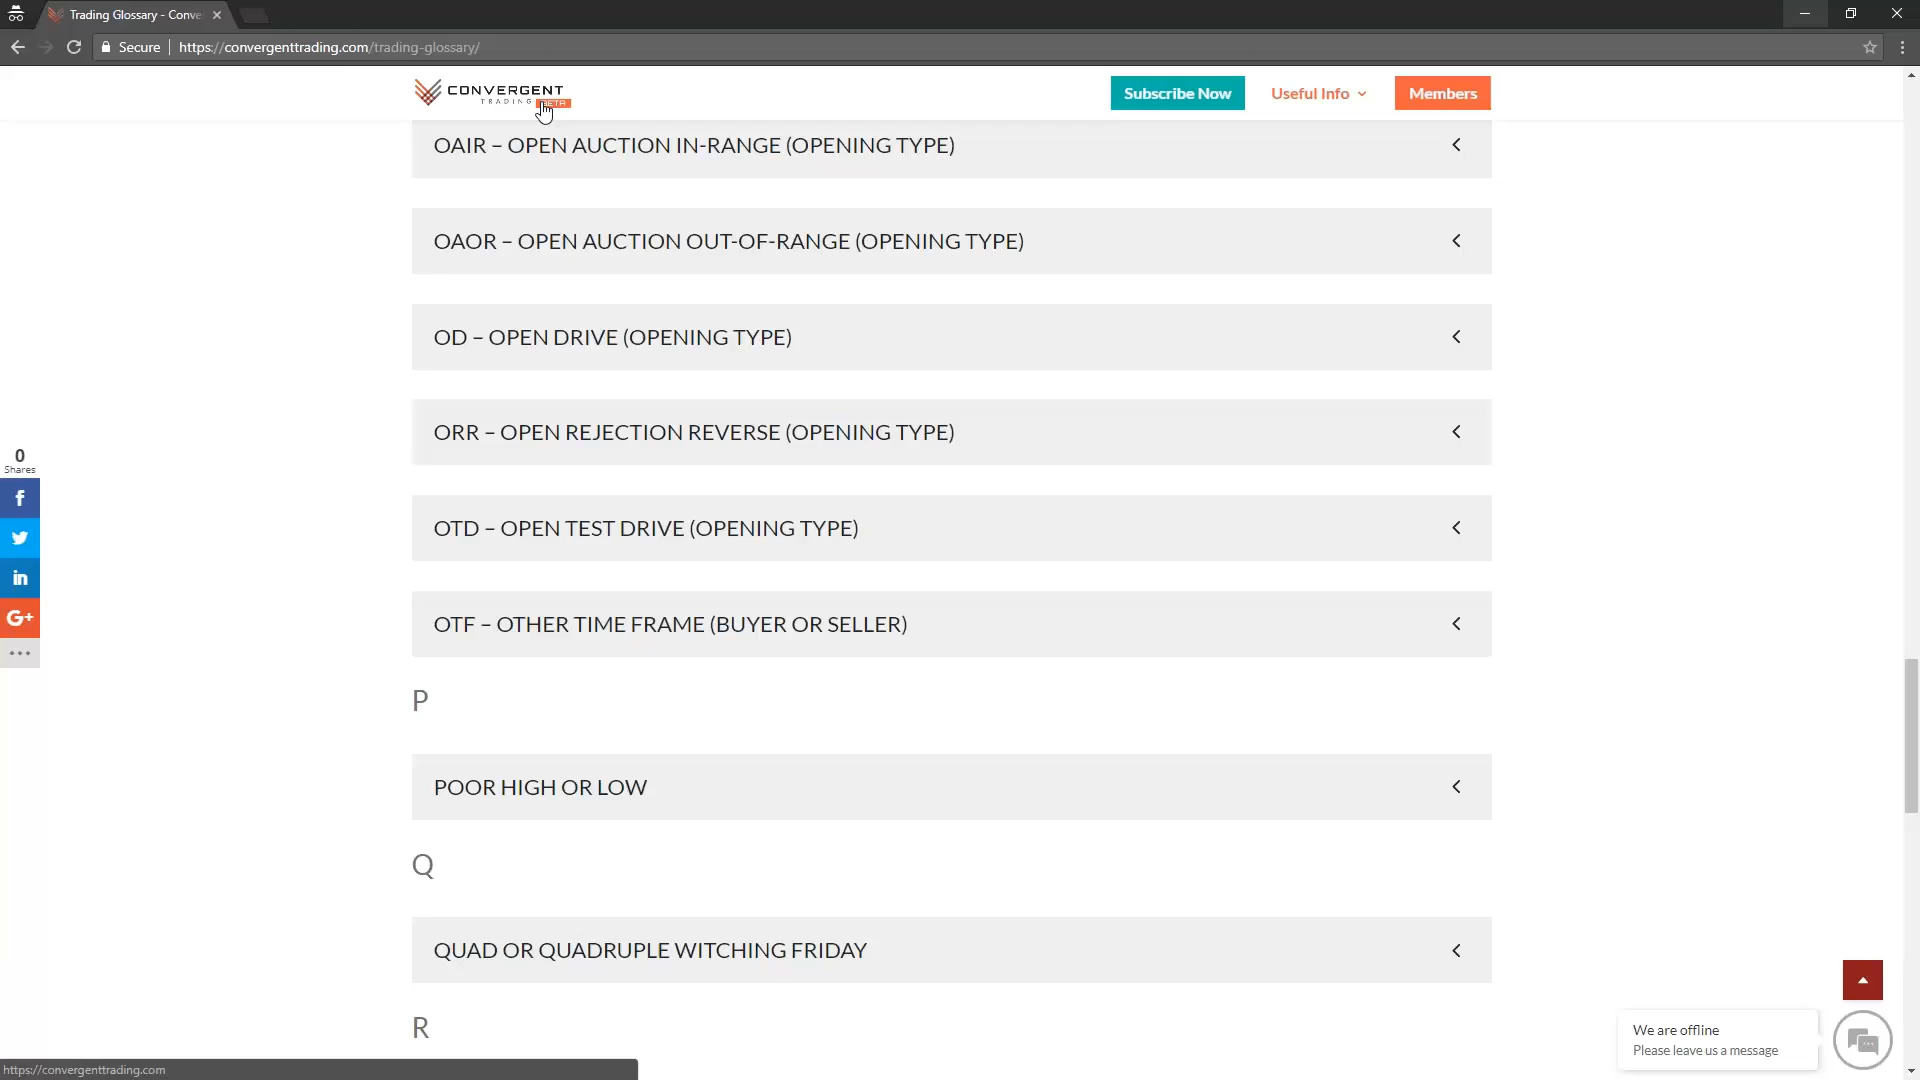 Trading Glossary - Conve
Secure
https://convergenttrading.com/trading-glossary/
CONVERGENT
TRADING
BETA
Subscribe Now
Useful Info
Members
OAIR – OPEN AUCTION IN-RANGE (OPENING TYPE)
OAOR – OPEN AUCTION OUT-OF-RANGE (OPENING TYPE)
OD – OPEN DRIVE (OPENING TYPE)
ORR – OPEN REJECTION REVERSE (OPENING TYPE)
0
Shares
f
in
G+
OTD – OPEN TEST DRIVE (OPENING TYPE)
OTF – OTHER TIME FRAME (BUYER OR SELLER)
P
POOR HIGH OR LOW
Q
QUAD OR QUADRUPLE WITCHING FRIDAY
R
We are offline
Please leave us a message
https://convergenttrading.com